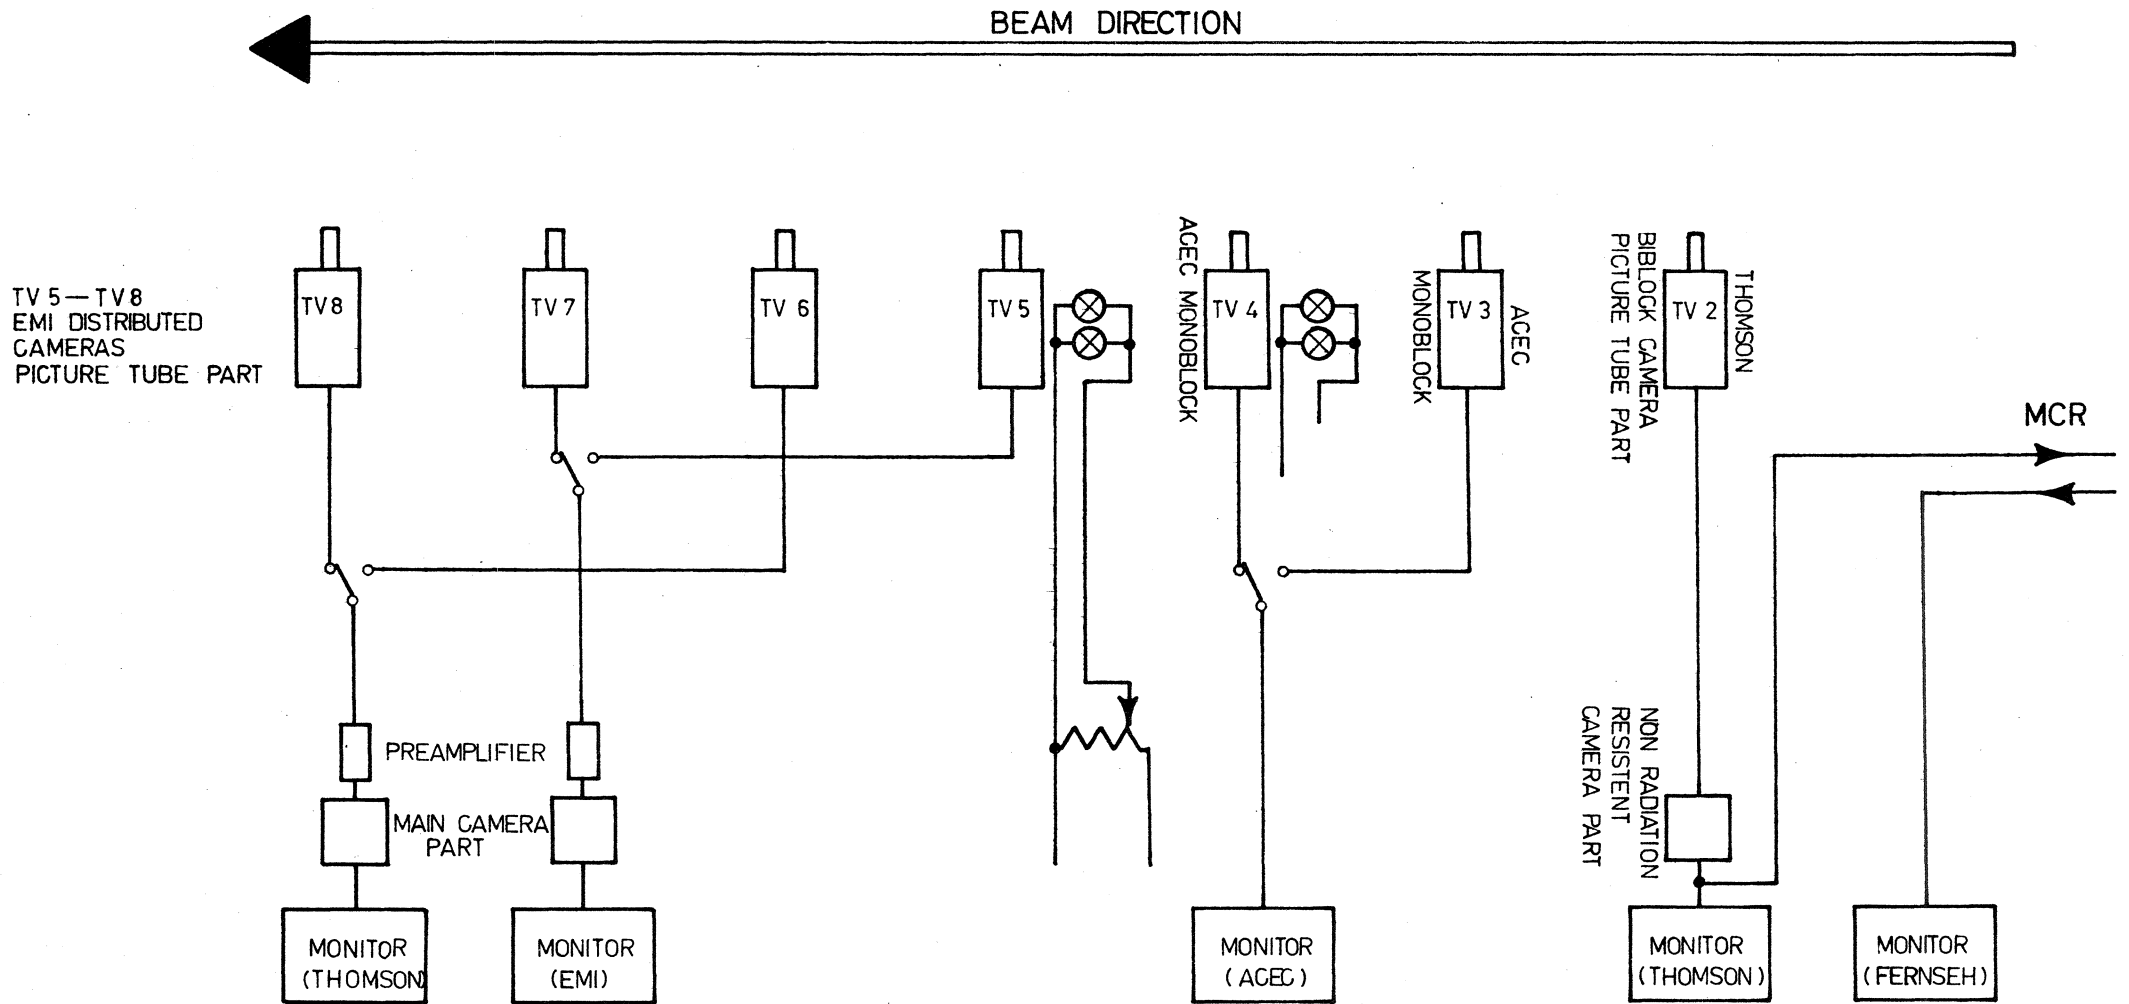 BEAM DIRECTION
TV 5 — TV 8
EMI DISTRIBUTED
CAMERAS
PICTURE TUBE PART
TV 8
TV 7
TV 6
TV 5
ACEC MONOBLOCK
TV 4
MONOBLOCK
TV 3
ACEC
PICTURE TUBE PART
BIBLOCK CAMERA
TV 2
THOMSON
MCR
PREAMPLIFIER
MAIN CAMERA
PART
NON RADIATION
RESISTENT
CAMERA PART
MONITOR
(THOMSON)
MONITOR
(EMI)
MONITOR
(ACEC)
MONITOR
(THOMSON)
MONITOR
(FERNSEH)